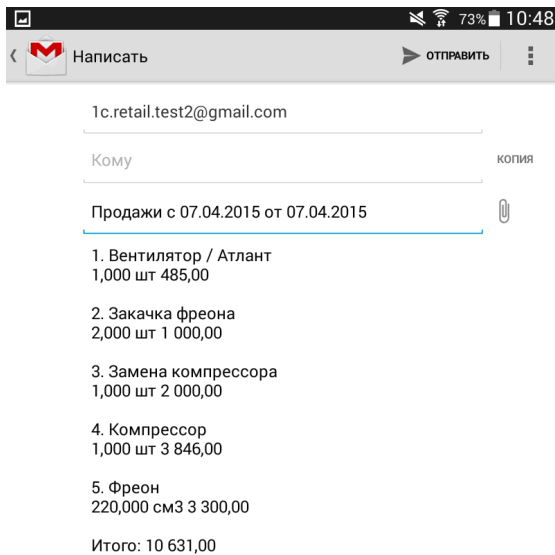 73% 10:48
Написать
ОТПРАВИТЬ
1c.retail.test2@gmail.com
Кому
КОПИЯ
Продажи с 07.04.2015 от 07.04.2015
1. Вентилятор / Атлант
1,000 шт 485,00
2. Закачка фреона
2,000 шт 1 000,00
3. Замена компрессора
1,000 шт 2 000,00
4. Компрессор
1,000 шт 3 846,00
5. Фреон
220,000 см3 3 300,00
Итого: 10 631,00